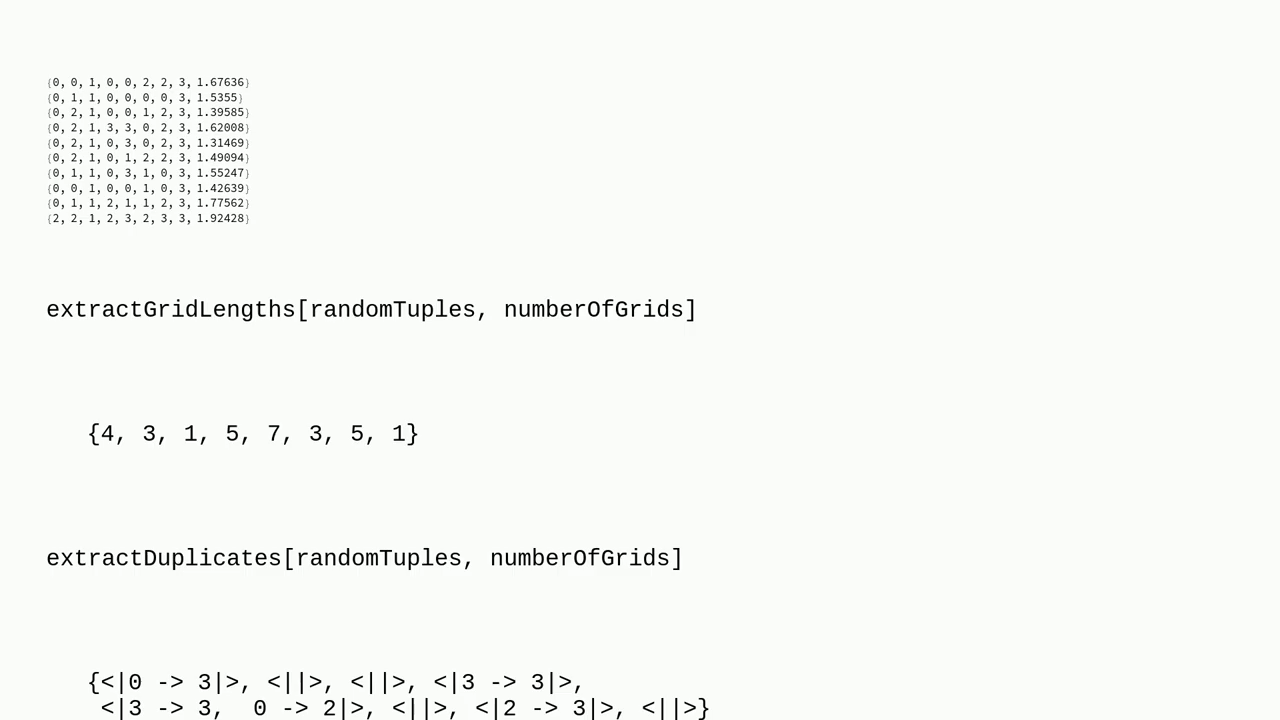 {0, 0, 1, 0, 0, 2, 2, 3, 1.67636}
{0, 1, 1, 0, 0, 0, 0, 3, 1.5355}
{0, 2, 1, 0, 0, 1, 2, 3, 1.39585}
{0, 2, 1, 3, 3, 0, 2, 3, 1.62008}
{0, 2, 1, 0, 3, 0, 2, 3, 1.31469}
{0, 2, 1, 0, 1, 2, 2, 3, 1.49094}
{0, 1, 1, 0, 3, 1, 0, 3, 1.55247}
{0, 0, 1, 0, 0, 1, 0, 3, 1.42639}
{0, 1, 1, 2, 1, 1, 2, 3, 1.77562}
{2, 2, 1, 2, 3, 2, 3, 3, 1.92428}
extractGridLengths[randomTuples, numberOfGrids]
{4, 3, 1, 5, 7, 3, 5, 1}
extractDuplicates[randomTuples, numberOfGrids]
{<|0 -> 3|>, <||>, <||>, <|3 -> 3|>,
<|3 -> 3,  0 -> 2|>, <||>, <|2 -> 3|>, <||>}